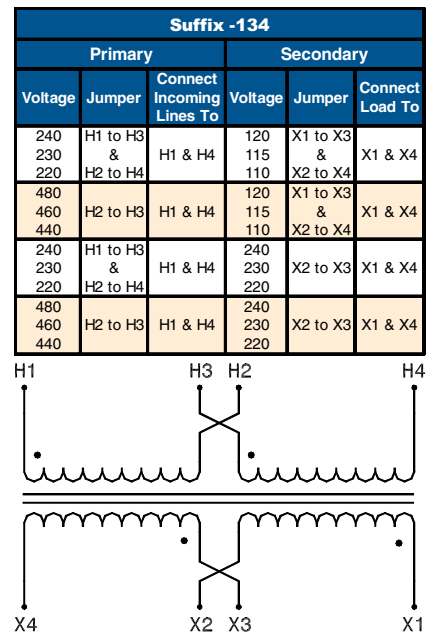 Suffix -134
Primary Secondary
Voltage Jumper Connect Incoming Lines To Voltage Jumper Connect Load To
240 H1 to H3 120 X1 to X3
230 & H1 & H4 115 & X1 & X4
220 H2 to H4 110 X2 to X4
480 120 X1 to X3
460 H2 to H3 H1 & H4 115 & X1 & X4
440 110 X2 to X4
240 H1 to H3 240
230 & H1 & H4 230 X2 to X3 X1 & X4
220 H2 to H4 220
480 240
460 H2 to H3 H1 & H4 230 X2 to X3 X1 & X4
440 220
H1 H3 H2 H4
X4 X2 X3 X1